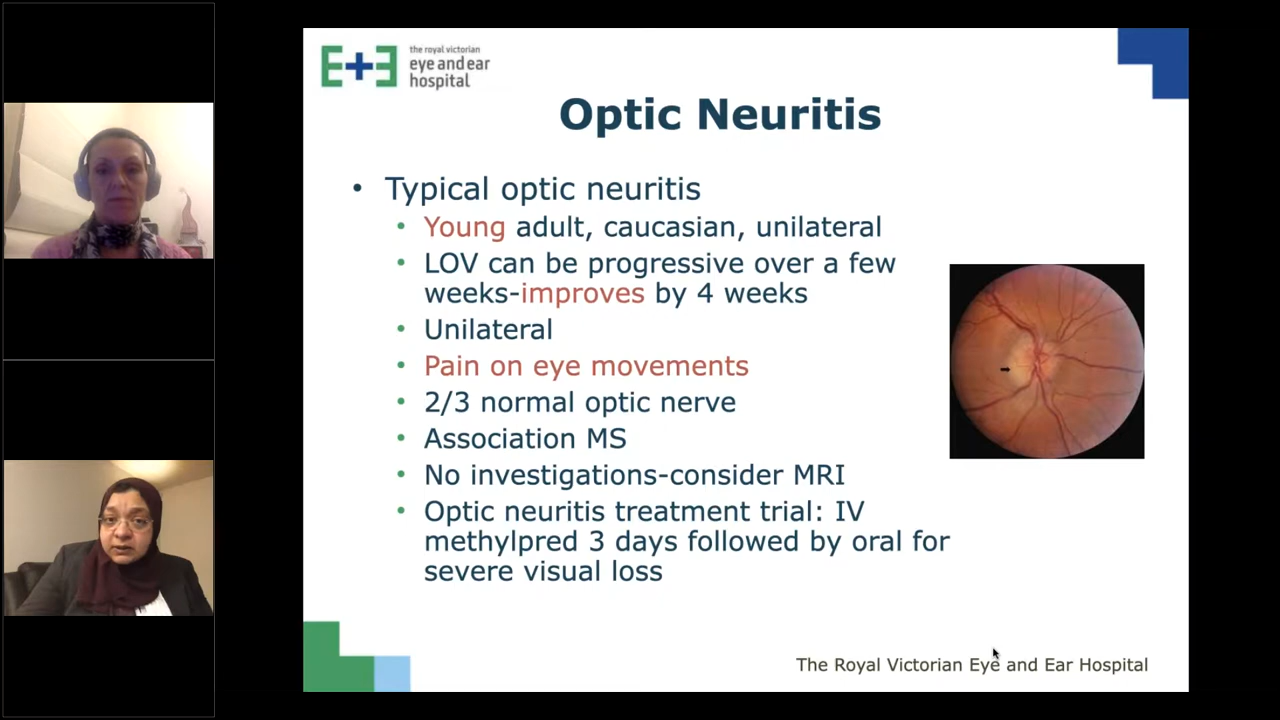 the royal victorian
eye and ear
hospital
Optic Neuritis
• Typical optic neuritis
• Young adult, caucasian, unilateral
• LOV can be progressive over a few
weeks-improves by 4 weeks
• Unilateral
• Pain on eye movements
• 2/3 normal optic nerve
• Association MS
• No investigations-consider MRI
• Optic neuritis treatment trial: IV
methylpred 3 days followed by oral for
severe visual loss
The Royal Victorian Eye and Ear Hospital